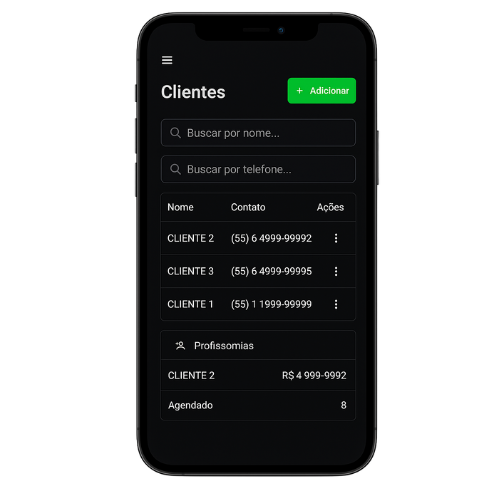 Clientes
+ Adicionar
Buscar por nome...
Buscar por telefone...
Nome Contato Ações
CLIENTE 2 (55) 6 4999-99992
CLIENTE 3 (55) 6 4999-99995
CLIENTE 1 (55) 1 1999-99999
Profissomias
CLIENTE 2 R$ 4 999-9992
Agendado 8